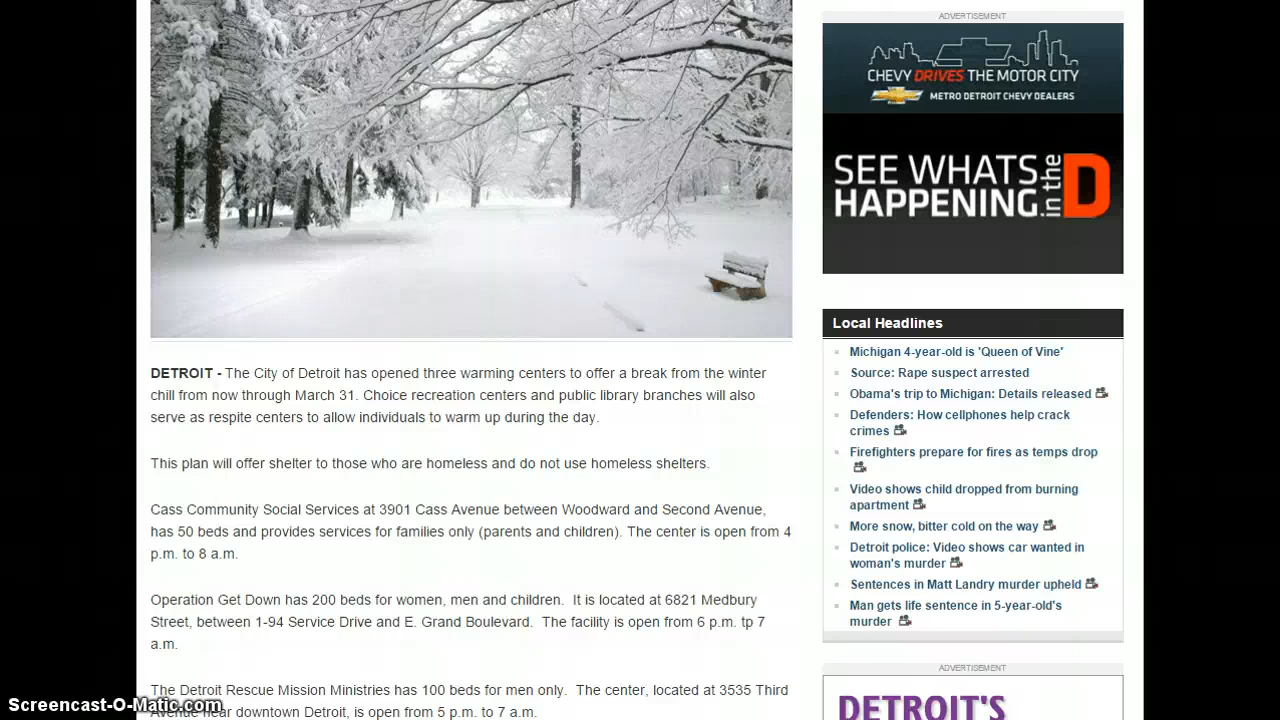 ADVERTISEMENT
CHEVY DRIVES THE MOTOR CITY
METRO DETROIT CHEVY DEALERS
SEE WHATS
HAPPENING
in the
D
Local Headlines
Michigan 4-year-old is 'Queen of Vine'
Source: Rape suspect arrested
Obama's trip to Michigan: Details released
Defenders: How cellphones help crack
crimes
Firefighters prepare for fires as temps drop
Video shows child dropped from burning
apartment
More snow, bitter cold on the way
Detroit police: Video shows car wanted in
woman's murder
Sentences in Matt Landry murder upheld
Man gets life sentence in 5-year-old's
murder
ADVERTISEMENT
DETROIT'S
DETROIT - The City of Detroit has opened three warming centers to offer a break from the winter
chill from now through March 31. Choice recreation centers and public library branches will also
serve as respite centers to allow individuals to warm up during the day.
This plan will offer shelter to those who are homeless and do not use homeless shelters.
Cass Community Social Services at 3901 Cass Avenue between Woodward and Second Avenue,
has 50 beds and provides services for families only (parents and children). The center is open from 4
p.m. to 8 a.m.
Operation Get Down has 200 beds for women, men and children. It is located at 6821 Medbury
Street, between 1-94 Service Drive and E. Grand Boulevard. The facility is open from 6 p.m. tp 7
a.m.
The Detroit Rescue Mission Ministries has 100 beds for men only. The center, located at 3535 Third
Avenue near downtown Detroit, is open from 5 p.m. to 7 a.m.
Screencast-O-Matic.com